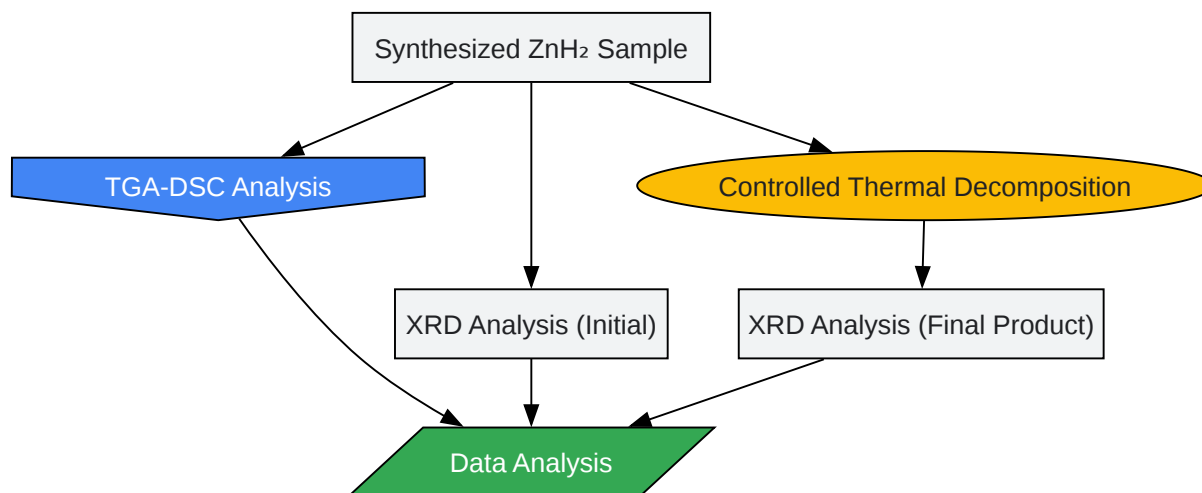 Synthesized ZnH₂ Sample
TGA-DSC Analysis
Controlled Thermal Decomposition
XRD Analysis (Initial)
XRD Analysis (Final Product)
Data Analysis